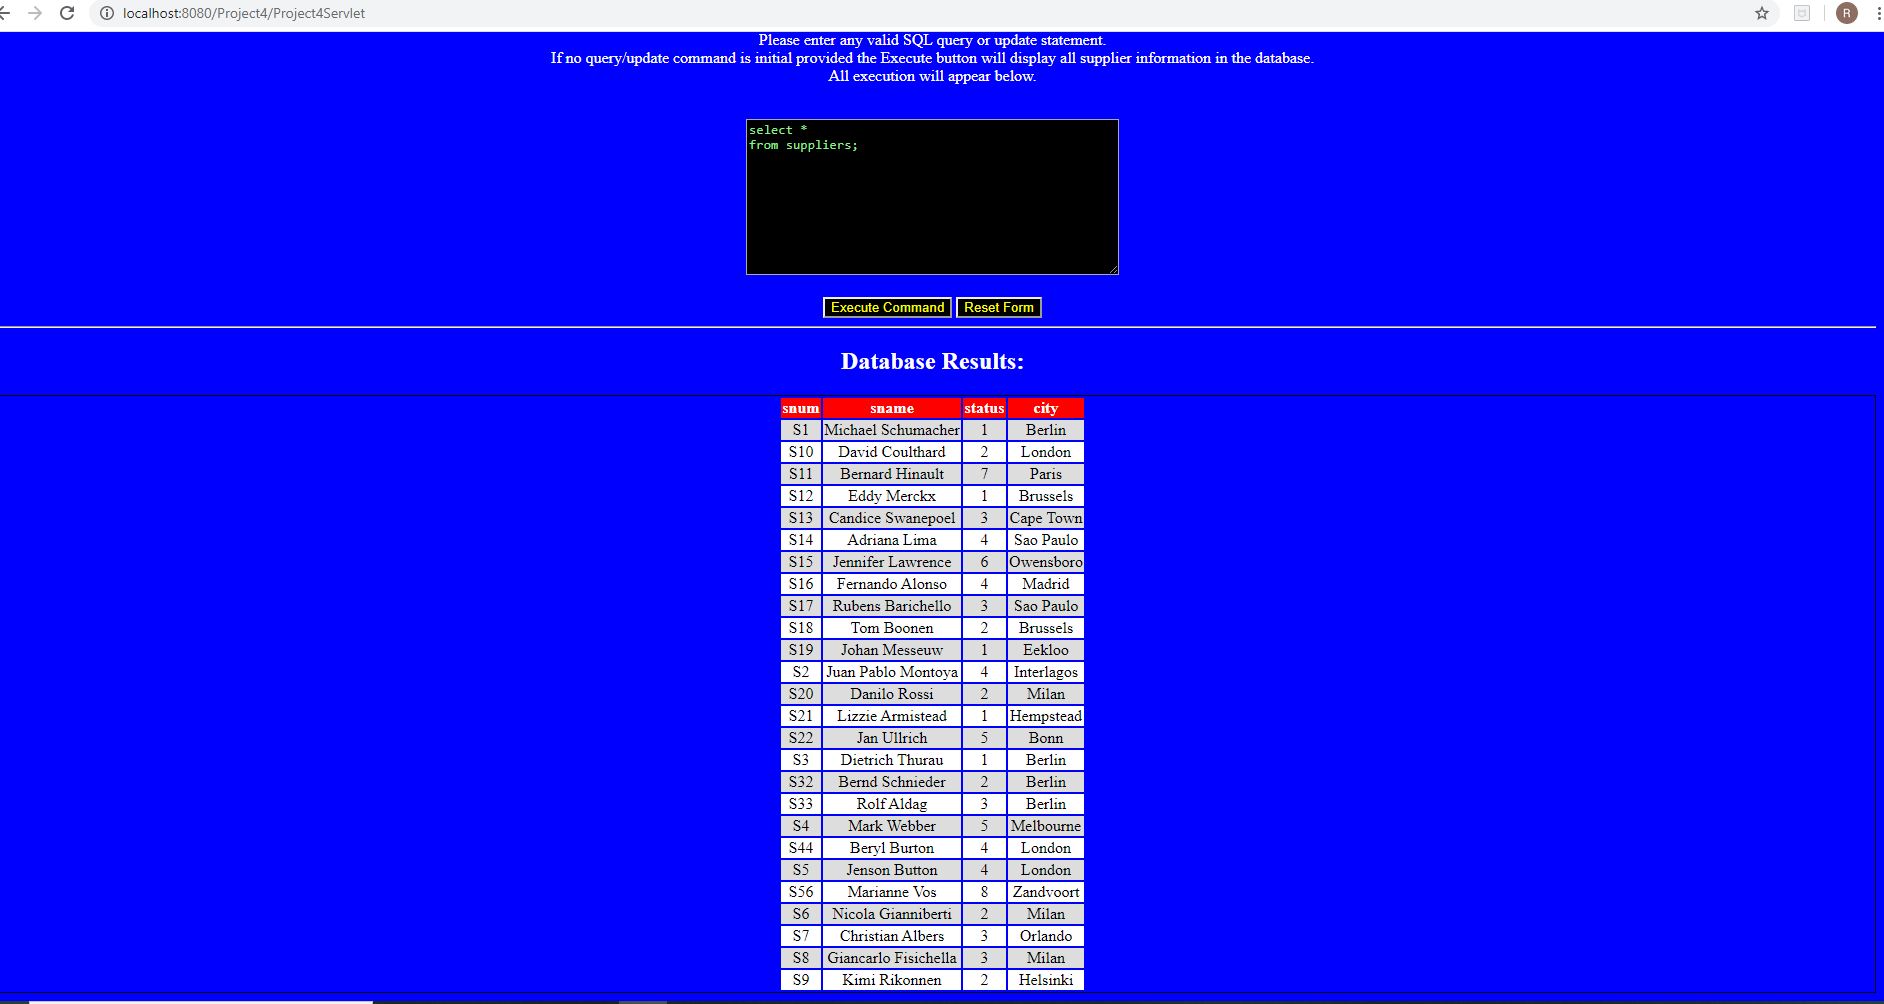 localhost:8080/Project4/Project4Servlet
R
Please enter any valid SQL query or update statement.
If no query/update command is initial provided the Execute button will display all supplier information in the database.
All execution will appear below.
select *
from suppliers;
Execute Command Reset Form
Database Results:
snum sname status city
S1 Michael Schumacher 1 Berlin
S10 David Coulthard 2 London
S11 Bernard Hinault 7 Paris
S12 Eddy Merckx 1 Brussels
S13 Candice Swanepoel 3 Cape Town
S14 Adriana Lima 4 Sao Paulo
S15 Jennifer Lawrence 6 Owensboro
S16 Fernando Alonso 4 Madrid
S17 Rubens Barichello 3 Sao Paulo
S18 Tom Boonen 2 Brussels
S19 Johan Messeuw 1 Eekloo
S2 Juan Pablo Montoya 4 Interlagos
S20 Danilo Rossi 2 Milan
S21 Lizzie Armistead 1 Hempstead
S22 Jan Ullrich 5 Bonn
S3 Dietrich Thurau 1 Berlin
S32 Bernd Schnieder 2 Berlin
S33 Rolf Aldag 3 Berlin
S4 Mark Webber 5 Melbourne
S44 Beryl Burton 4 London
S5 Jenson Button 4 London
S56 Marianne Vos 8 Zandvoort
S6 Nicola Gianniberti 2 Milan
S7 Christian Albers 3 Orlando
S8 Giancarlo Fisichella 3 Milan
S9 Kimi Rikonnen 2 Helsinki